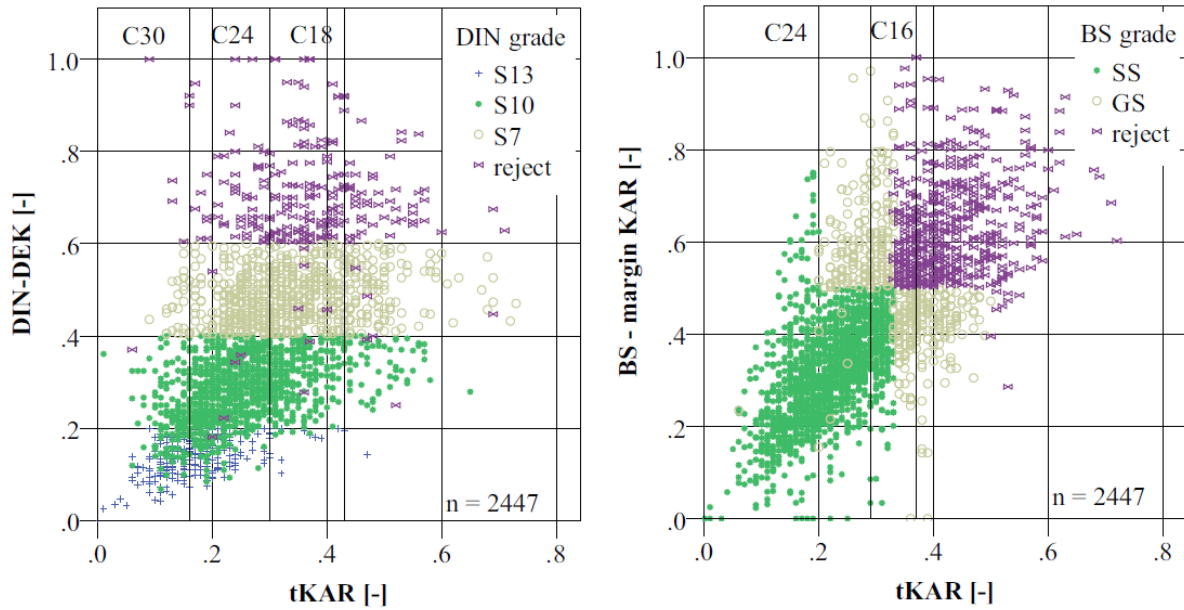 C30 C24 C18
DIN grade
S13
S10
S7
reject
1.0
.8
.6
.4
.2
.0
n = 2447
.0 .2 .4 .6 .8
tKAR [-]
DIN-DEK [-]
C24 C16
BS grade
SS
GS
reject
1.0
.8
.6
.4
.2
.0
n = 2447
.0 .2 .4 .6 .8
tKAR [-]
BS - margin KAR [-]